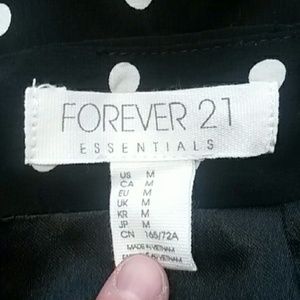 FOREVER 21
ESSENTIALS
US M
CA M
EU M
UK M
KR M
JP M
CN 165/72A
MADE IN VIETNAM